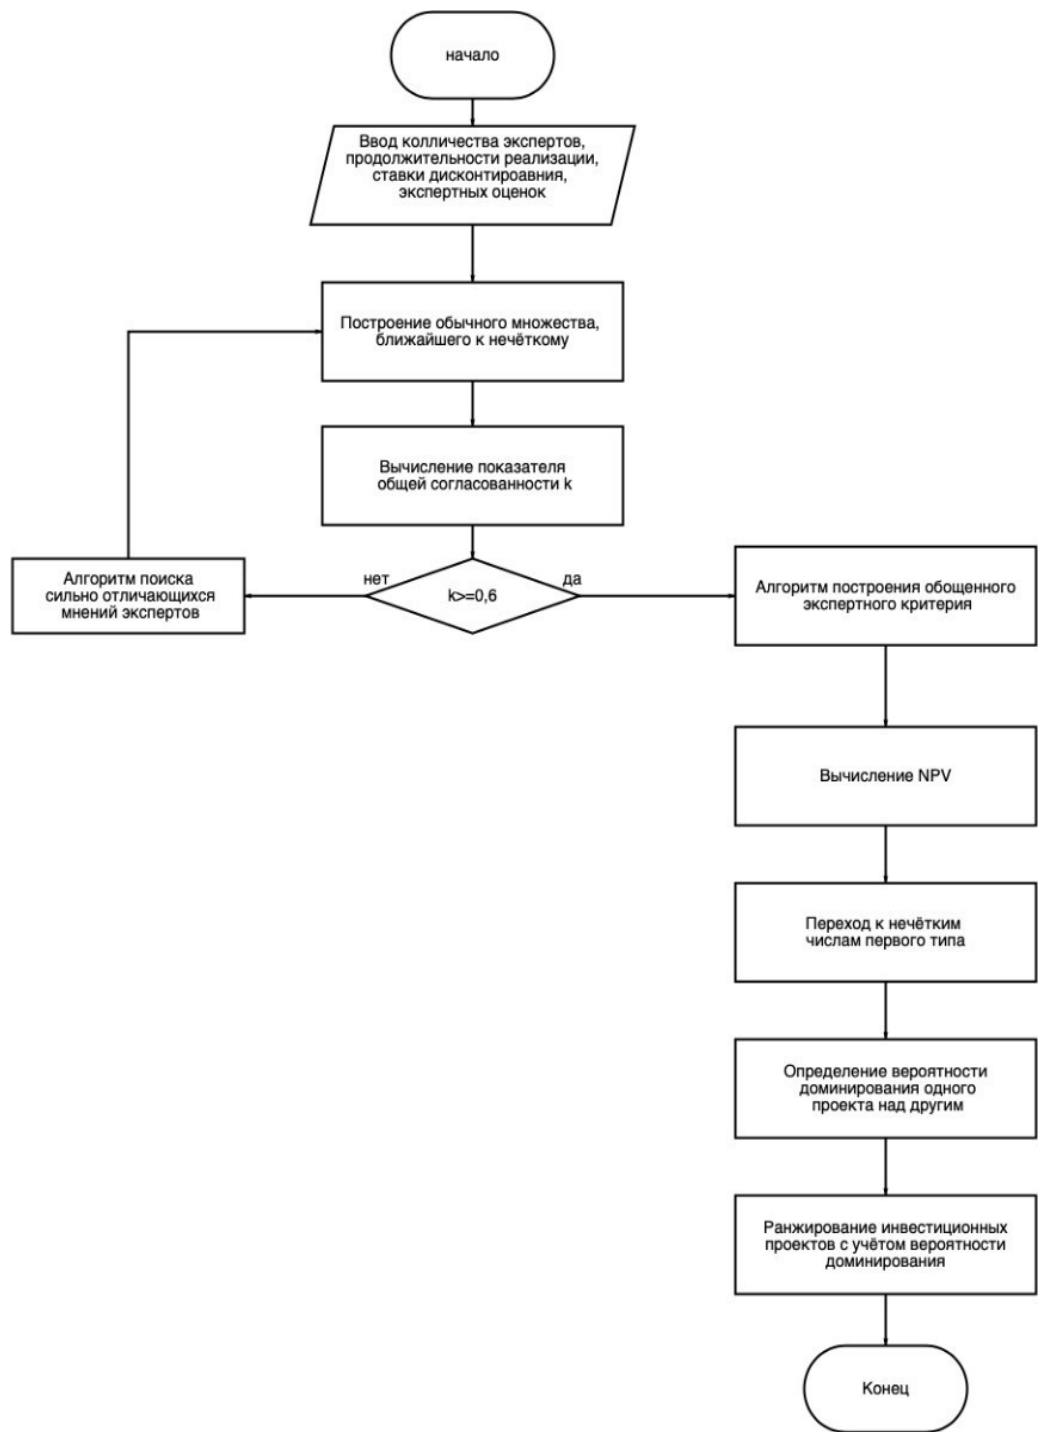 начало
Ввод колличества экспертов,
продолжительности реализации,
ставки дисконтироавния,
экспертных оценок
Построение обычного множества,
ближайшего к нечёткому
Вычисление показателя
общей согласованности k
нет
k>=0,6
да
Алгоритм поиска
сильно отличающихся
мнений экспертов
Алгоритм построения обощенного
экспертного критерия
Вычисление NPV
Переход к нечётким
числам первого типа
Определение вероятности
доминирования одного
проекта над другим
Ранжирование инвестиционных
проектов с учётом вероятности
доминирования
Конец